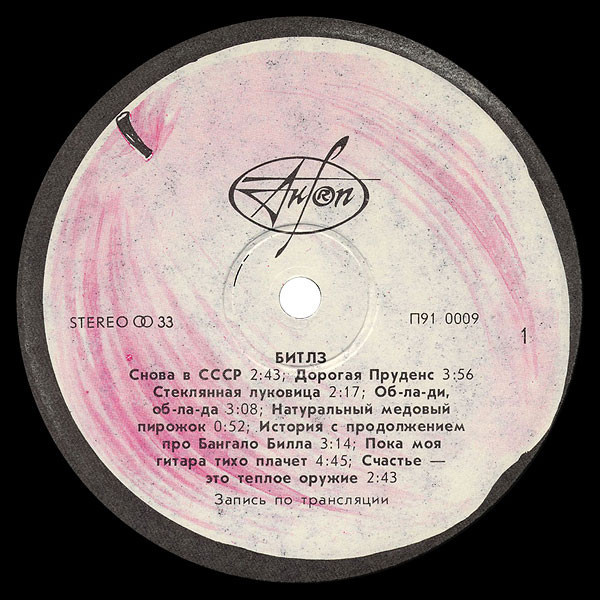 АнТроп
®
STEREO 33
П91 0009
1
БИТЛЗ
Снова в СССР 2:43; Дорогая Пруденс 3:56
Стеклянная луковица 2:17; Об-ла-ди,
об-ла-да 3:08; Натуральный медовый
пирожок 0:52; История с продолжением
про Бангало Билла 3:14; Пока моя
гитара тихо плачет 4:45; Счастье —
это теплое оружие 2:43
Запись по трансляции